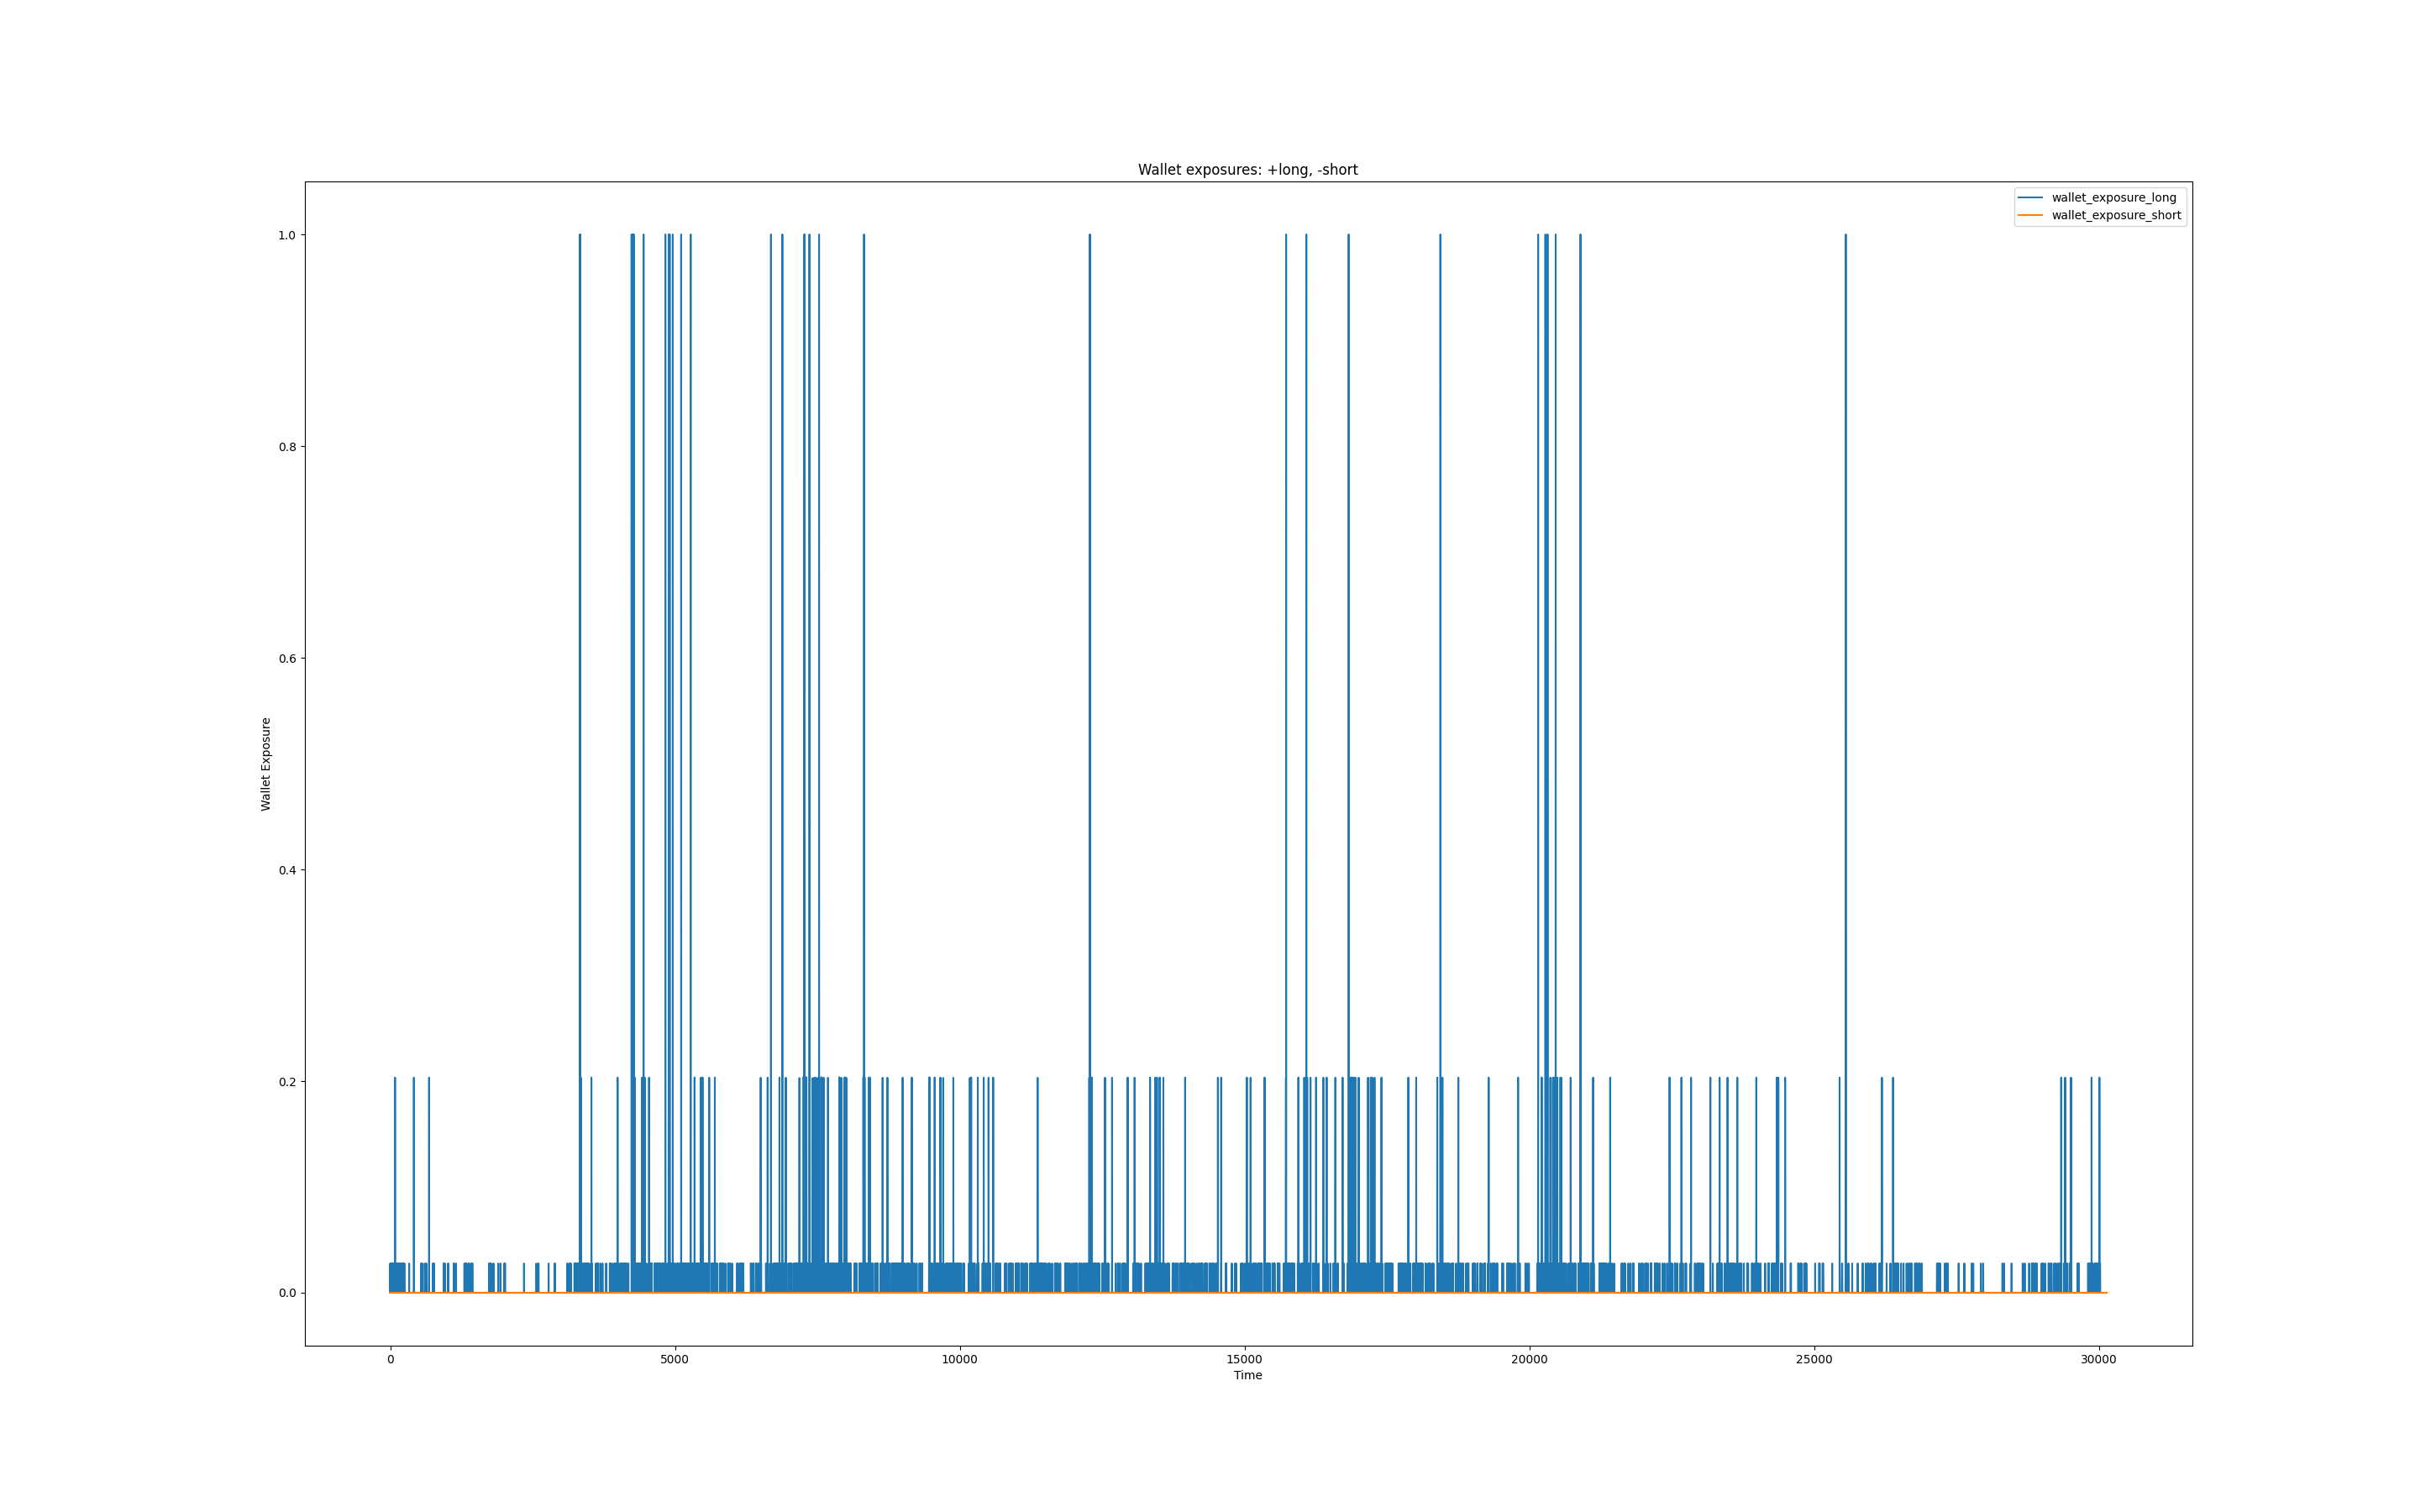 Wallet exposures: +long, -short
wallet_exposure_long
wallet_exposure_short
1.0
0.8
0.6
0.4
0.2
0.0
Wallet Exposure
0 5000 10000 15000 20000 25000 30000
Time